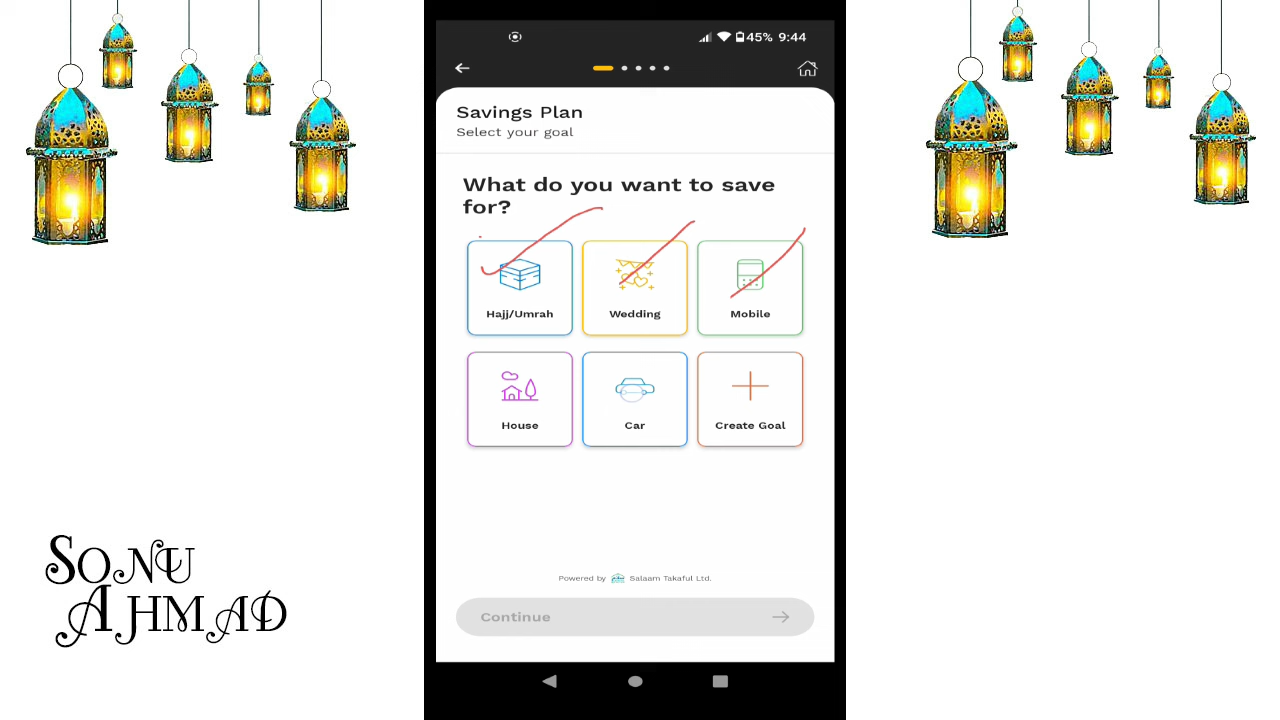 45% 9:44
Savings Plan
Select your goal
What do you want to save
for?
Hajj/Umrah
Wedding
Mobile
House
Car
Create Goal
Powered by Salaam Takaful Ltd.
Continue
SONU
AHMAD